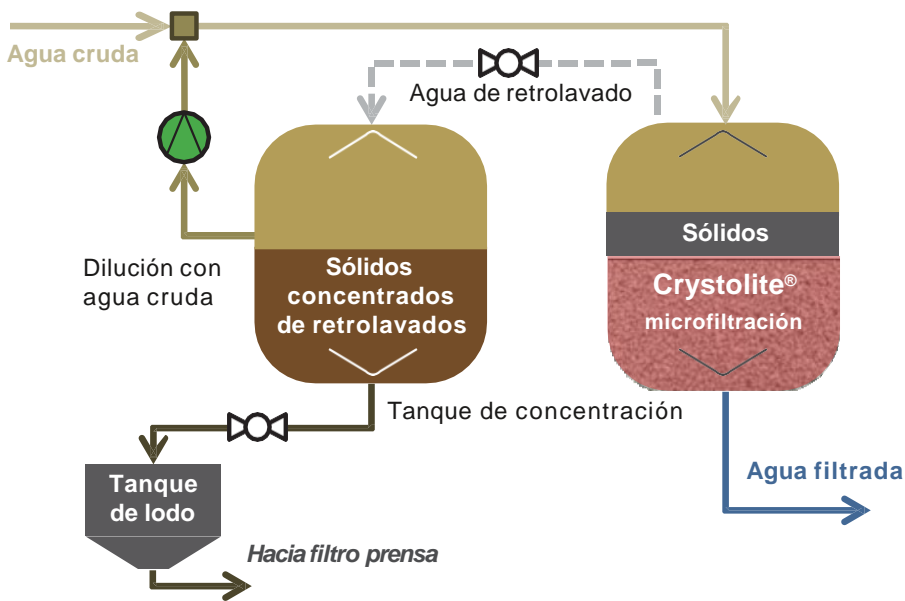 Agua cruda
Agua de retrolavado
Dilución con
agua cruda
Sólidos
concentrados
de retrolavados
Sólidos
Crystolite®
microfiltración
Tanque de concentración
Agua filtrada
Tanque
de lodo
Hacia filtro prensa